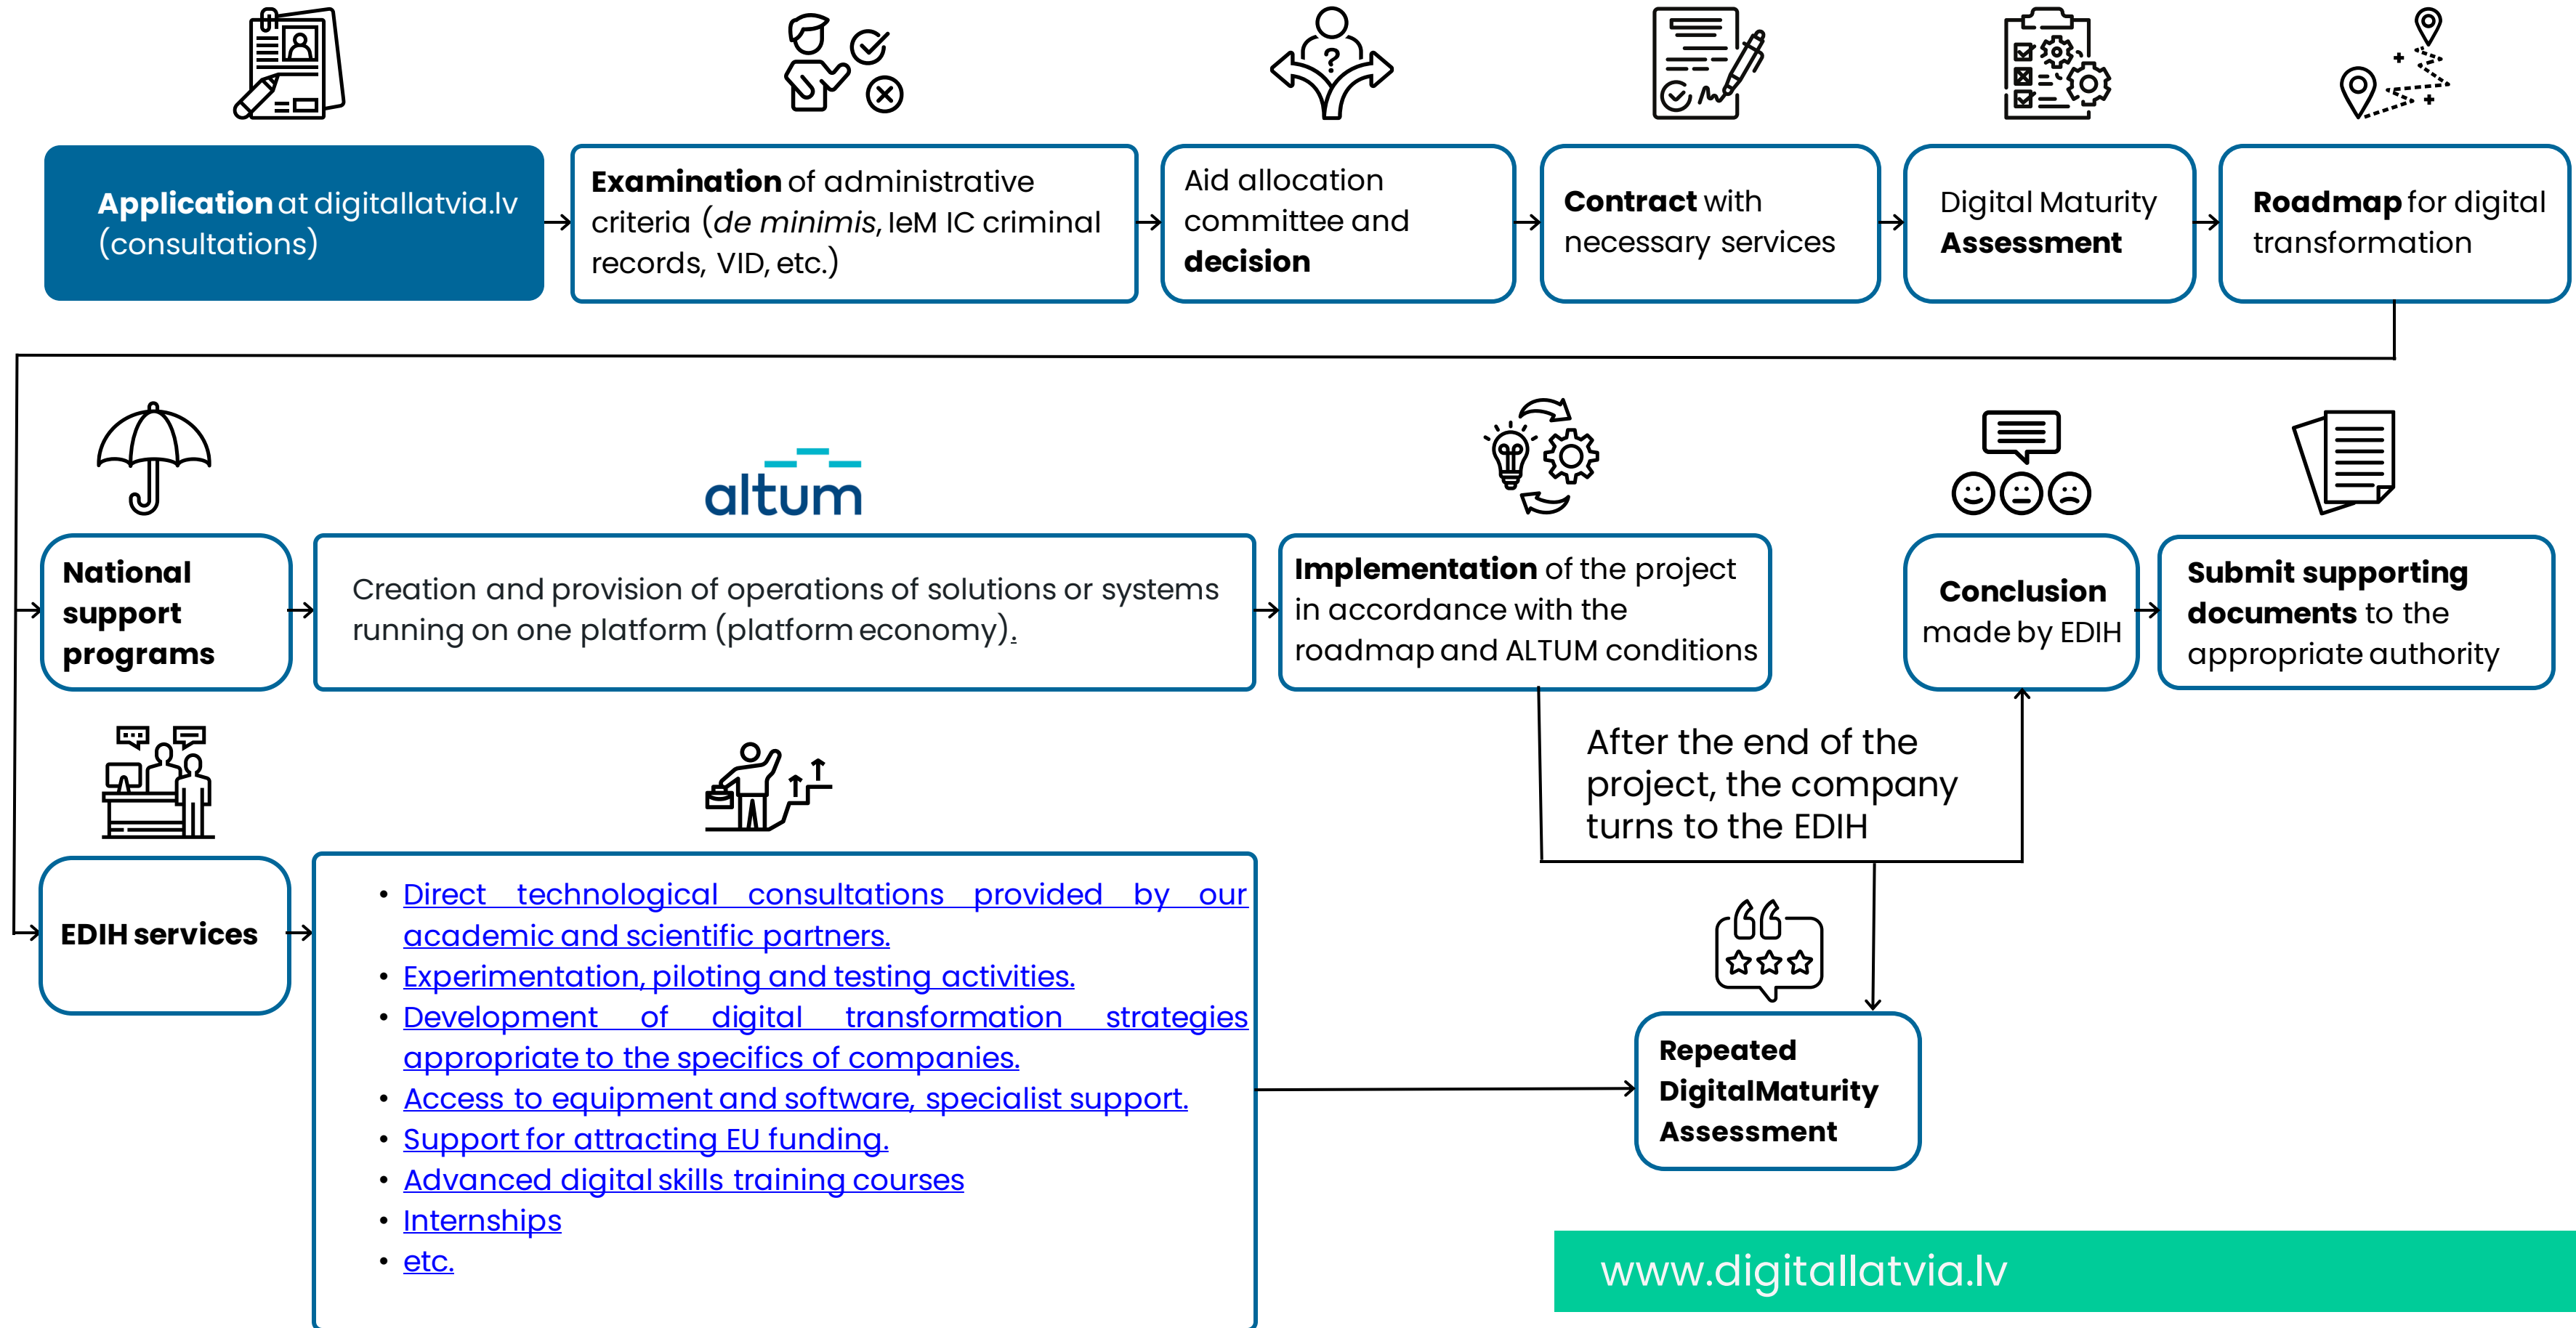 Application at digitallatvia.lv
(consultations)
Examination of administrative
criteria (de minimis, IeM IC criminal
records, VID, etc.)
Aid allocation
committee and
decision
Contract with
necessary services
Digital Maturity
Assessment
Roadmap for digital
transformation
altum
National
support
programs
Creation and provision of operations of solutions or systems
running on one platform (platform economy).
Implementation of the project
in accordance with the
roadmap and ALTUM conditions
Conclusion
made by EDIH
Submit supporting
documents to the
appropriate authority
After the end of the
project, the company
turns to the EDIH
EDIH services
• Direct technological consultations provided by our
academic and scientific partners.
• Experimentation, piloting and testing activities.
• Development of digital transformation strategies
appropriate to the specifics of companies.
• Access to equipment and software, specialist support.
• Support for attracting EU funding.
• Advanced digital skills training courses
• Internships
• etc.
Repeated
DigitalMaturity
Assessment
www.digitallatvia.lv